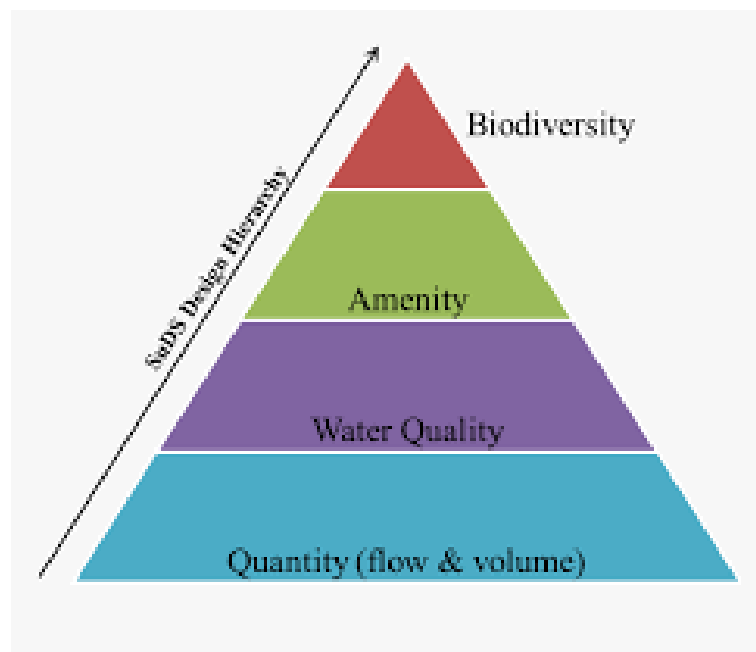 Biodiversity
SuDS Design Hierarchy
Amenity
Water Quality
Quantity (flow & volume)